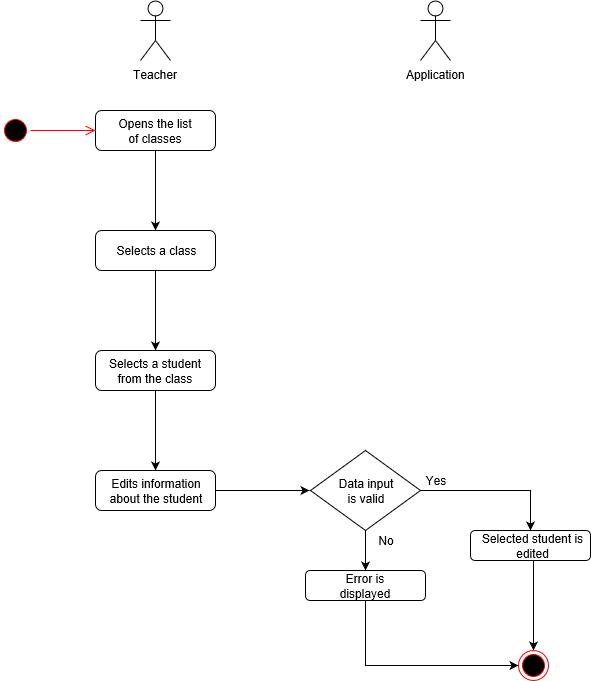 Teacher
Application
Opens the list
of classes
Selects a class
Selects a student
from the class
Edits information
about the student
Data input
is valid
Yes
No
Selected student is
edited
Error is
displayed